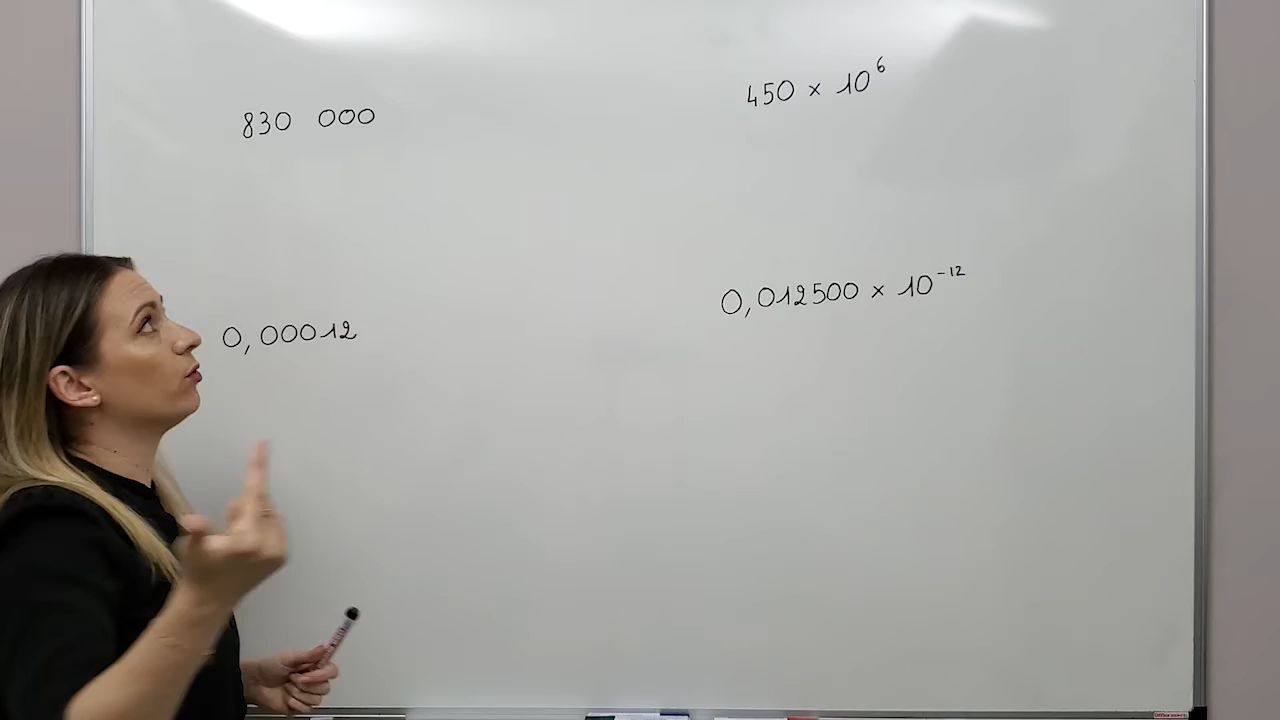 830 000
450 × 10⁶
0,00012
0,012500 × 10⁻¹²